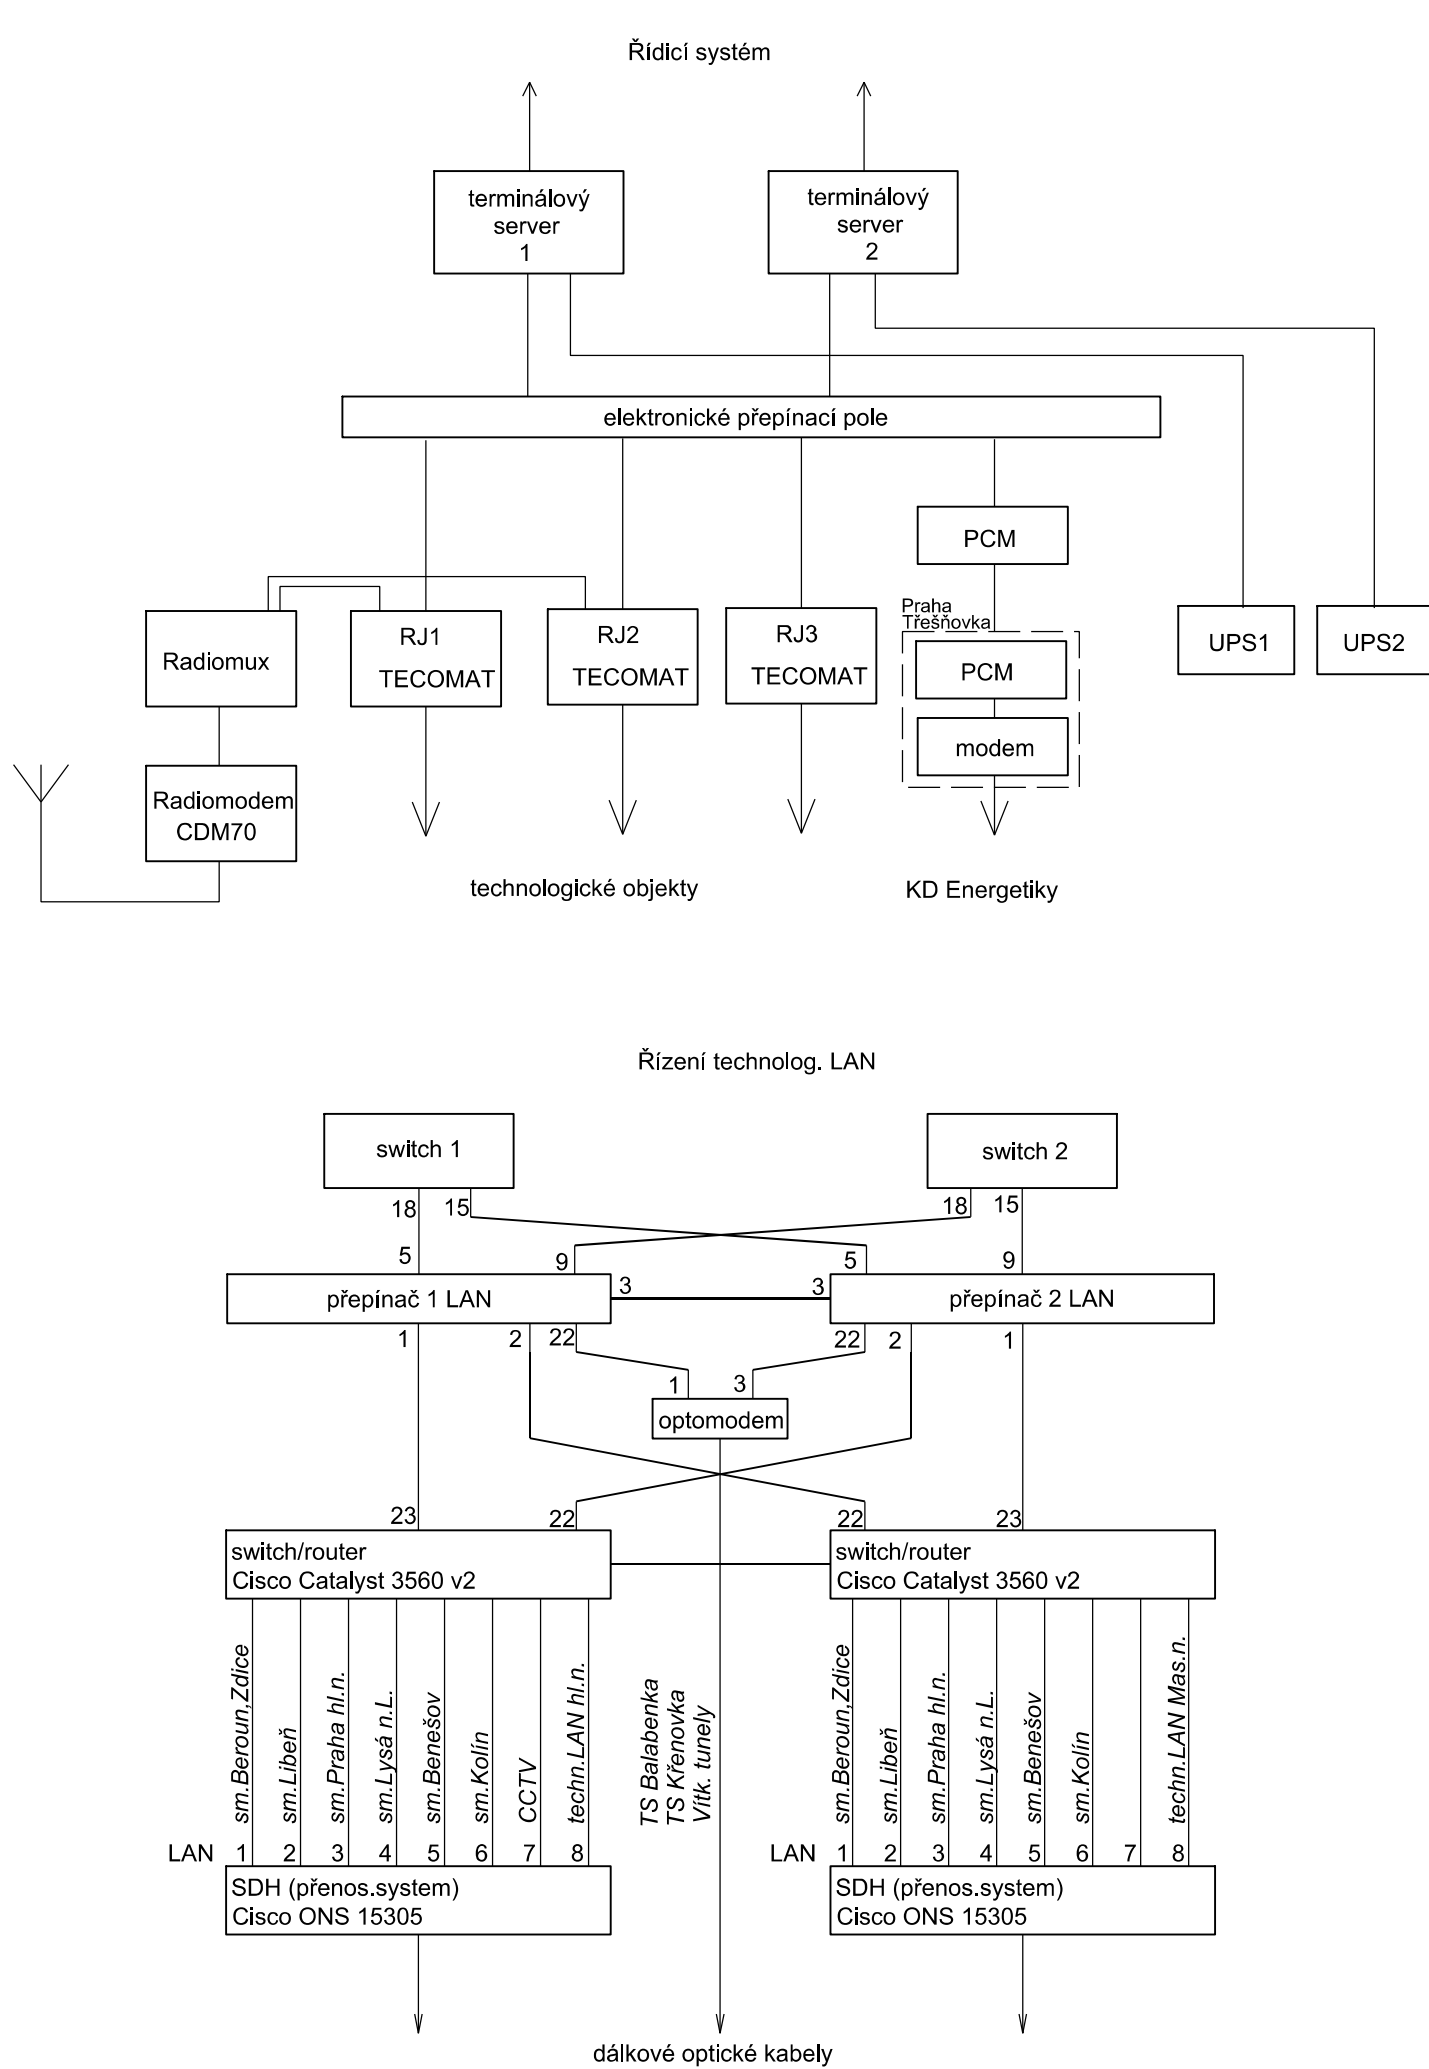 Řídicí systém
terminálový
server
1
terminálový
server
2
elektronické přepínací pole
PCM
Praha
Třešňovka
Radiomux
RJ1
TECOMAT
RJ2
TECOMAT
RJ3
TECOMAT
PCM
UPS1
UPS2
modem
Radiomodem
CDM70
technologické objekty
KD Energetiky
Řízení technolog. LAN
switch 1
switch 2
18
15
18
15
5
9
5
9
přepínač 1 LAN
3
3
přepínač 2 LAN
1
2
22
22
2
1
1
3
optomodem
23
22
22
23
switch/router
Cisco Catalyst 3560 v2
switch/router
Cisco Catalyst 3560 v2
sm.Beroun,Zdice
sm.Libeň
sm.Praha hl.n.
sm.Lysá n.L.
sm.Benešov
sm.Kolín
CCTV
techn.LAN hl.n.
TS Balabenka
TS Křenovka
Vítk. tunely
sm.Beroun,Zdice
sm.Libeň
sm.Praha hl.n.
sm.Lysá n.L.
sm.Benešov
sm.Kolín
techn.LAN Mas.n.
LAN 1 2 3 4 5 6 7 8
LAN 1 2 3 4 5 6 7 8
SDH (přenos.system)
Cisco ONS 15305
SDH (přenos.system)
Cisco ONS 15305
dálkové optické kabely